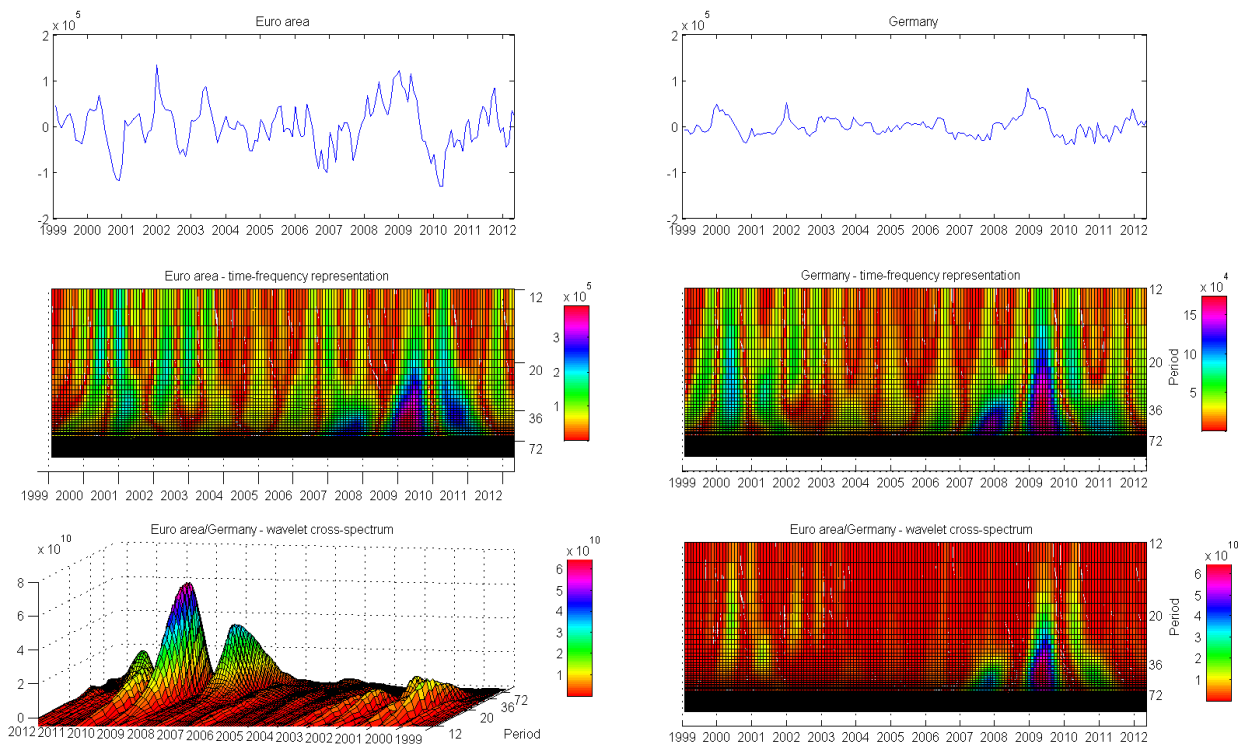 Euro area
x 10^5
2
1
0
-1
-2
1999 2000 2001 2002 2003 2004 2005 2006 2007 2008 2009 2010 2011 2012
Germany
x 10^5
2
1
0
-1
-2
1999 2000 2001 2002 2003 2004 2005 2006 2007 2008 2009 2010 2011 2012
Euro area - time-frequency representation
12
20
36
72
x 10^5
3
2
1
1999 2000 2001 2002 2003 2004 2005 2006 2007 2008 2009 2010 2011 2012
Germany - time-frequency representation
12
20
36
72
Period
x 10^4
15
10
5
1999 2000 2001 2002 2003 2004 2005 2006 2007 2008 2009 2010 2011 2012
Euro area/Germany - wavelet cross-spectrum
x 10^10
8
6
4
2
0
2012 2011 2010 2009 2008 2007 2006 2005 2004 2003 2002 2001 2000 1999
12
20
36
72
Period
x 10^10
6
5
4
3
2
1
Euro area/Germany - wavelet cross-spectrum
12
20
36
72
Period
x 10^10
6
5
4
3
2
1
1999 2000 2001 2002 2003 2004 2005 2006 2007 2008 2009 2010 2011 2012